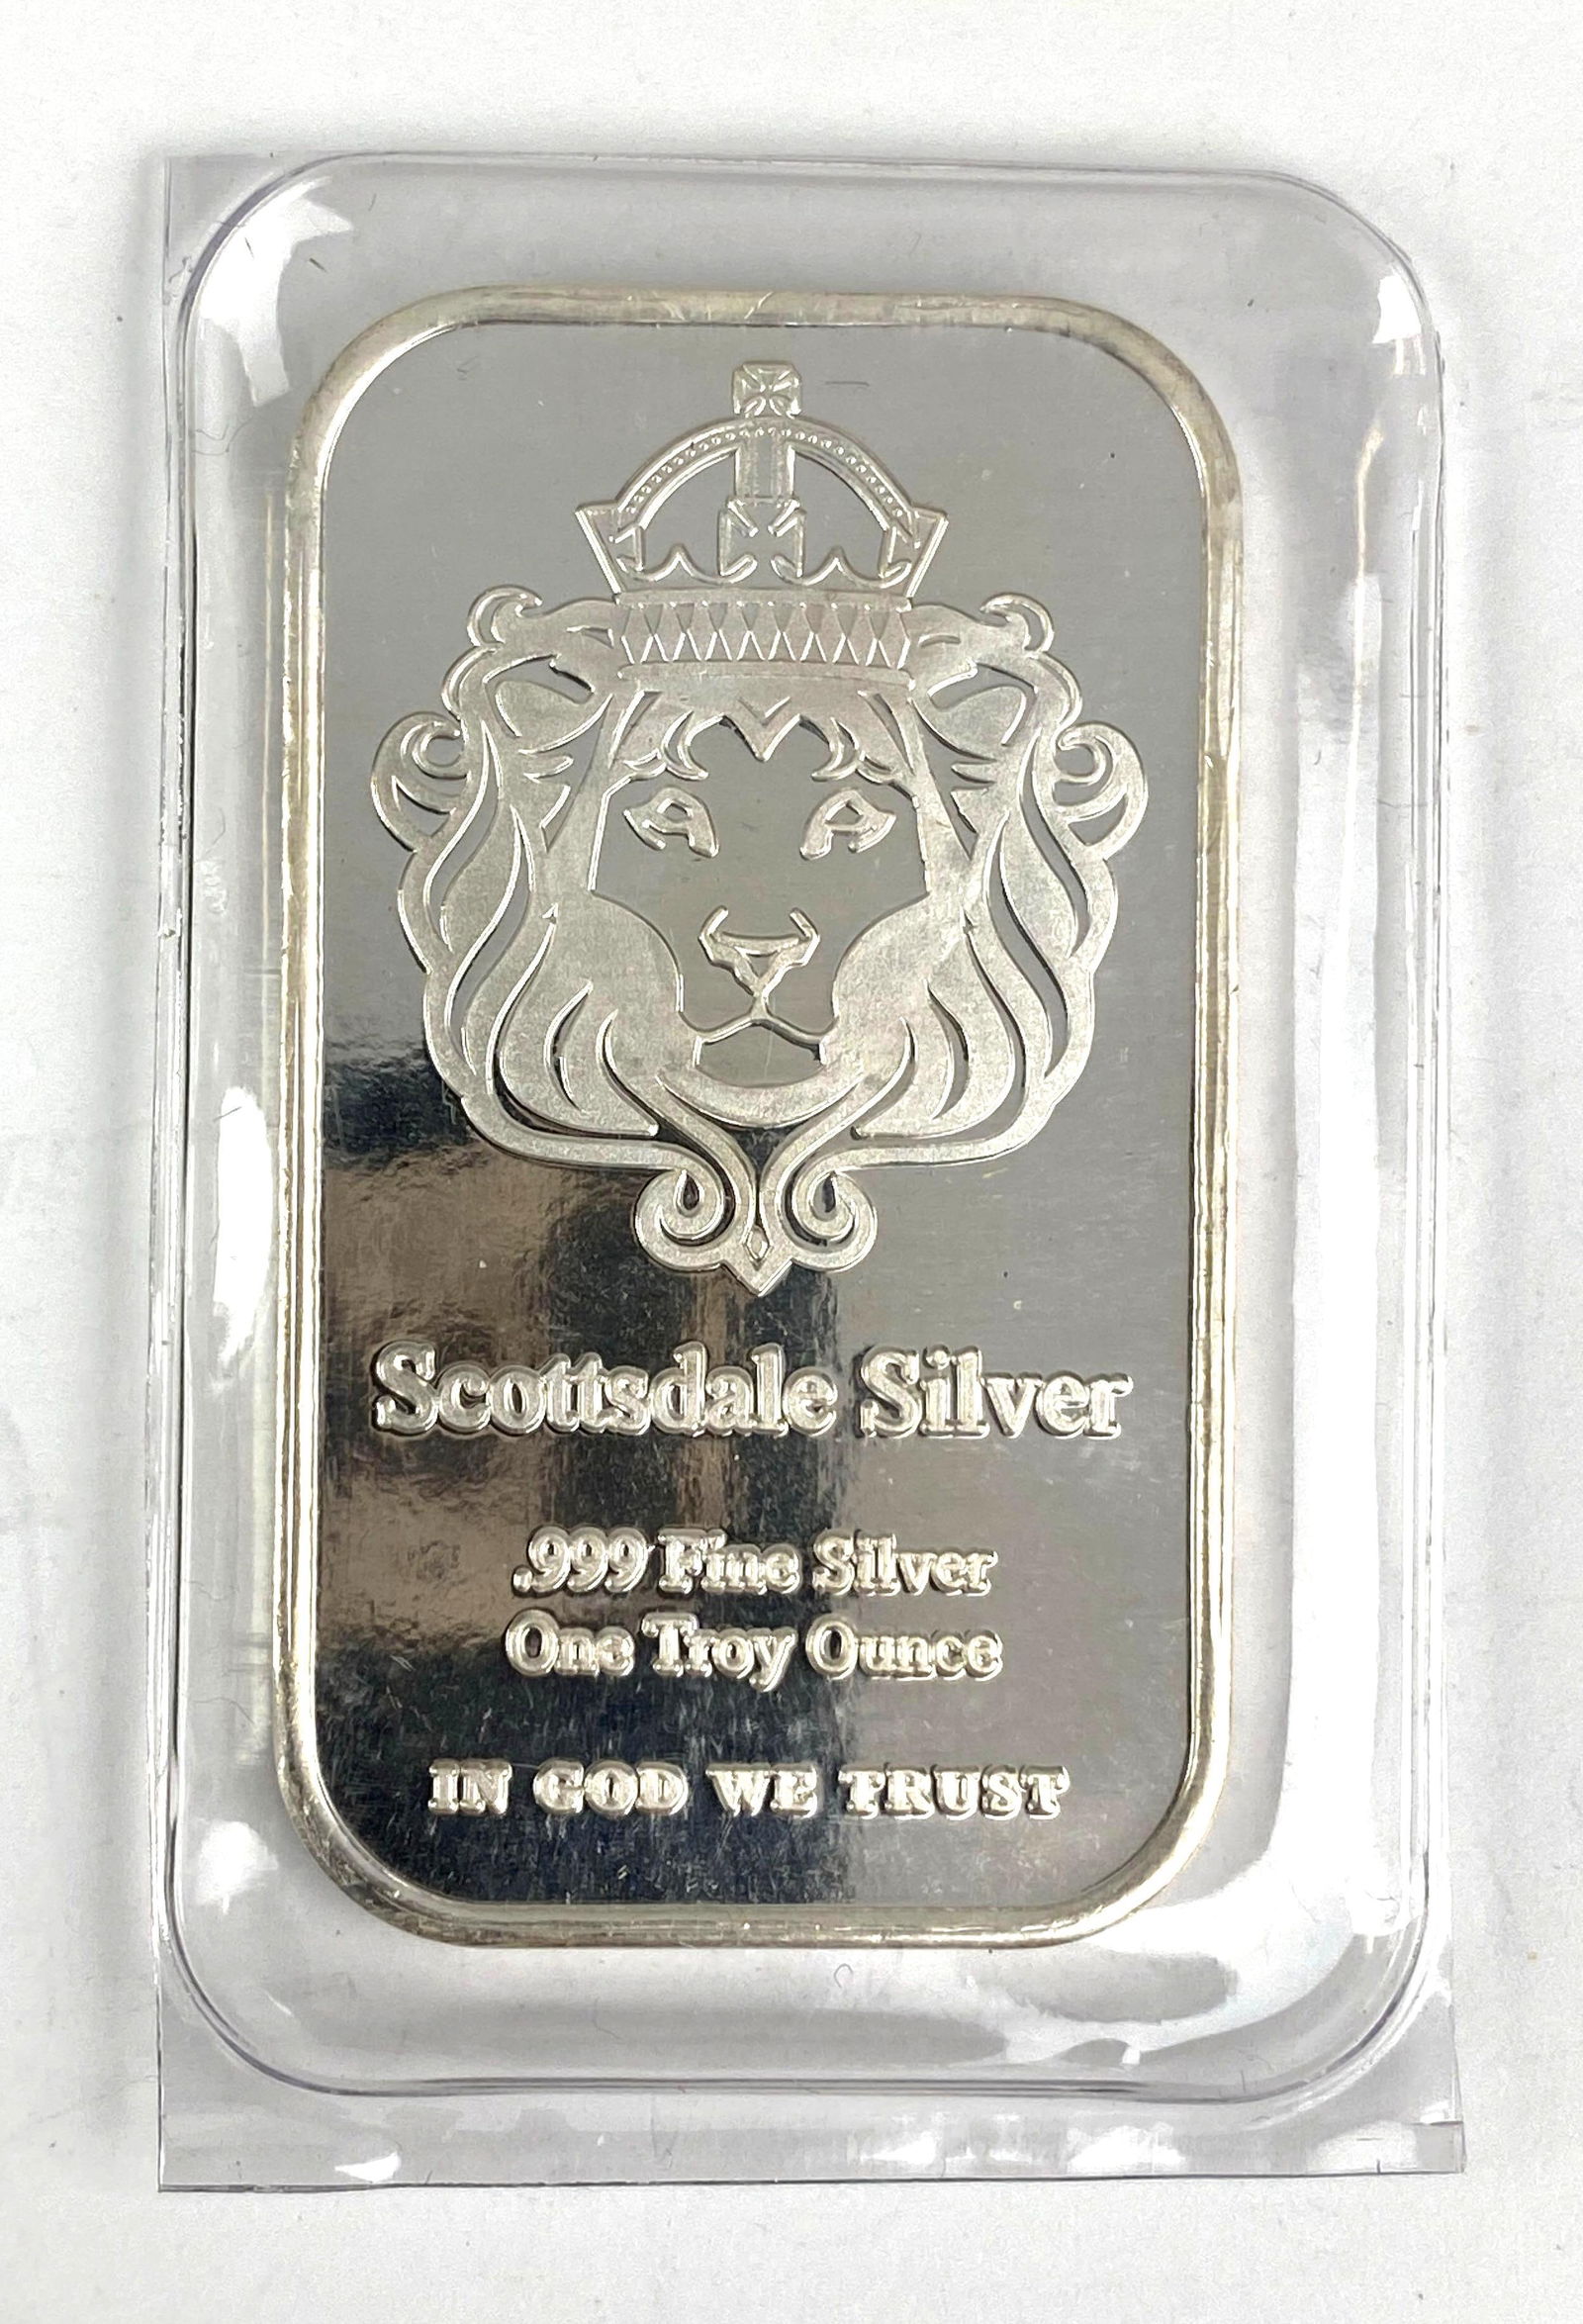 Scottsdale Silver
.999 Fine Silver
One Troy Ounce
IN GOD WE TRUST